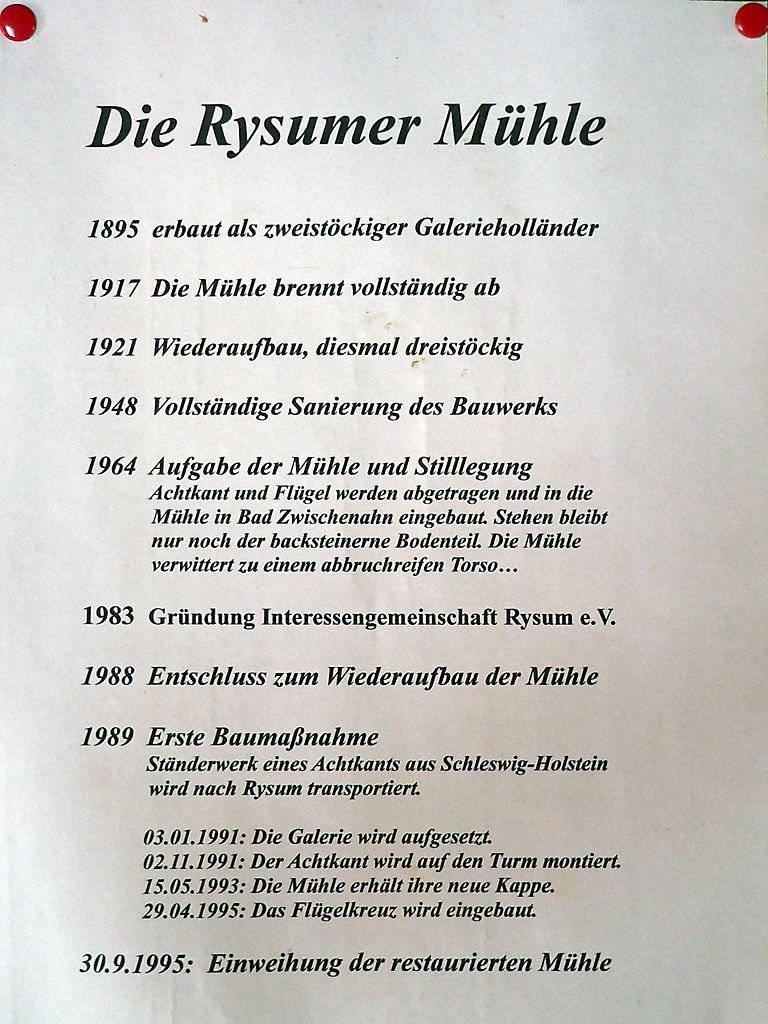 Die Rysumer Mühle
1895 erbaut als zweistöckiger Galerieholländer
1917 Die Mühle brennt vollständig ab
1921 Wiederaufbau, diesmal dreistöckig
1948 Vollständige Sanierung des Bauwerks
1964 Aufgabe der Mühle und Stilllegung
Achtkant und Flügel werden abgetragen und in die
Mühle in Bad Zwischenahn eingebaut. Stehen bleibt
nur noch der backsteinerne Bodenteil. Die Mühle
verwittert zu einem abbruchreifen Torso…
1983 Gründung Interessengemeinschaft Rysum e.V.
1988 Entschluss zum Wiederaufbau der Mühle
1989 Erste Baumaßnahme
Ständerwerk eines Achtkants aus Schleswig-Holstein
wird nach Rysum transportiert.
03.01.1991: Die Galerie wird aufgesetzt.
02.11.1991: Der Achtkant wird auf den Turm montiert.
15.05.1993: Die Mühle erhält ihre neue Kappe.
29.04.1995: Das Flügelkreuz wird eingebaut.
30.9.1995: Einweihung der restaurierten Mühle